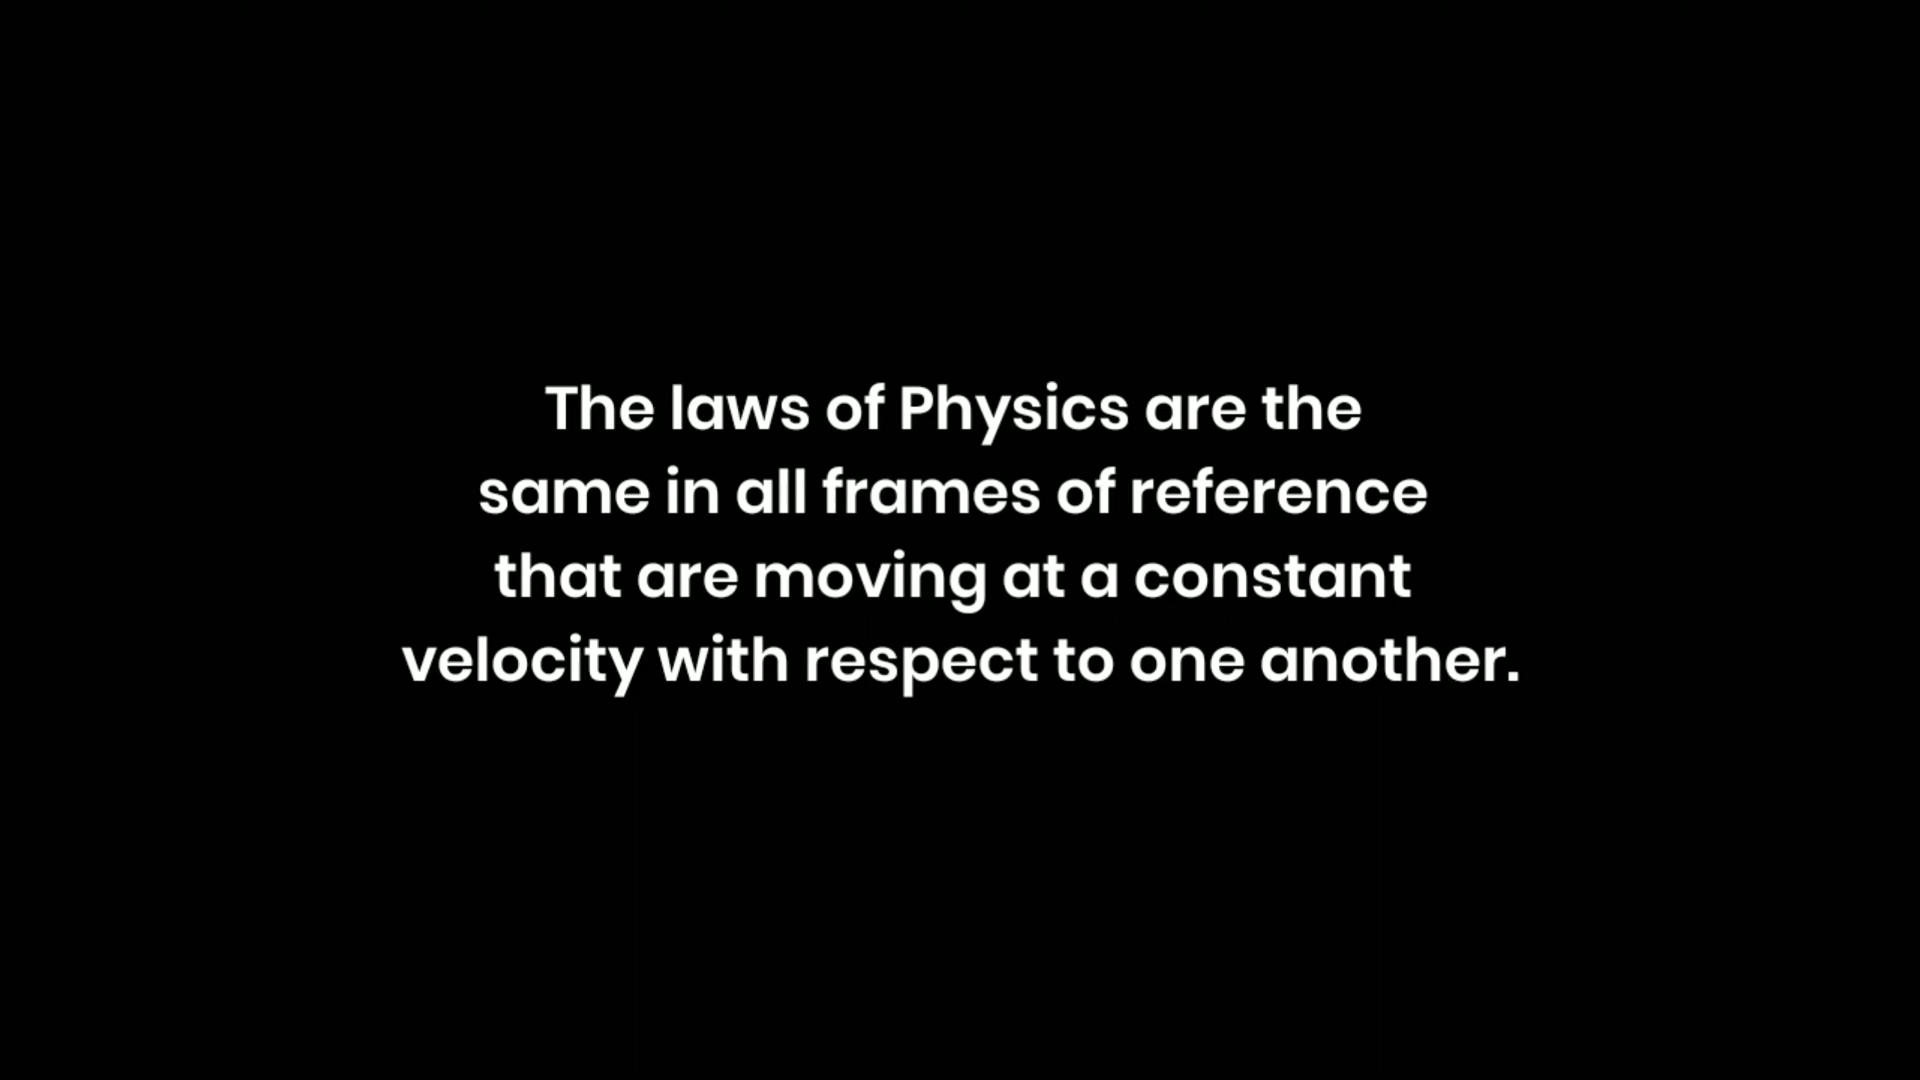 The laws of Physics are the
same in all frames of reference
that are moving at a constant
velocity with respect to one another.